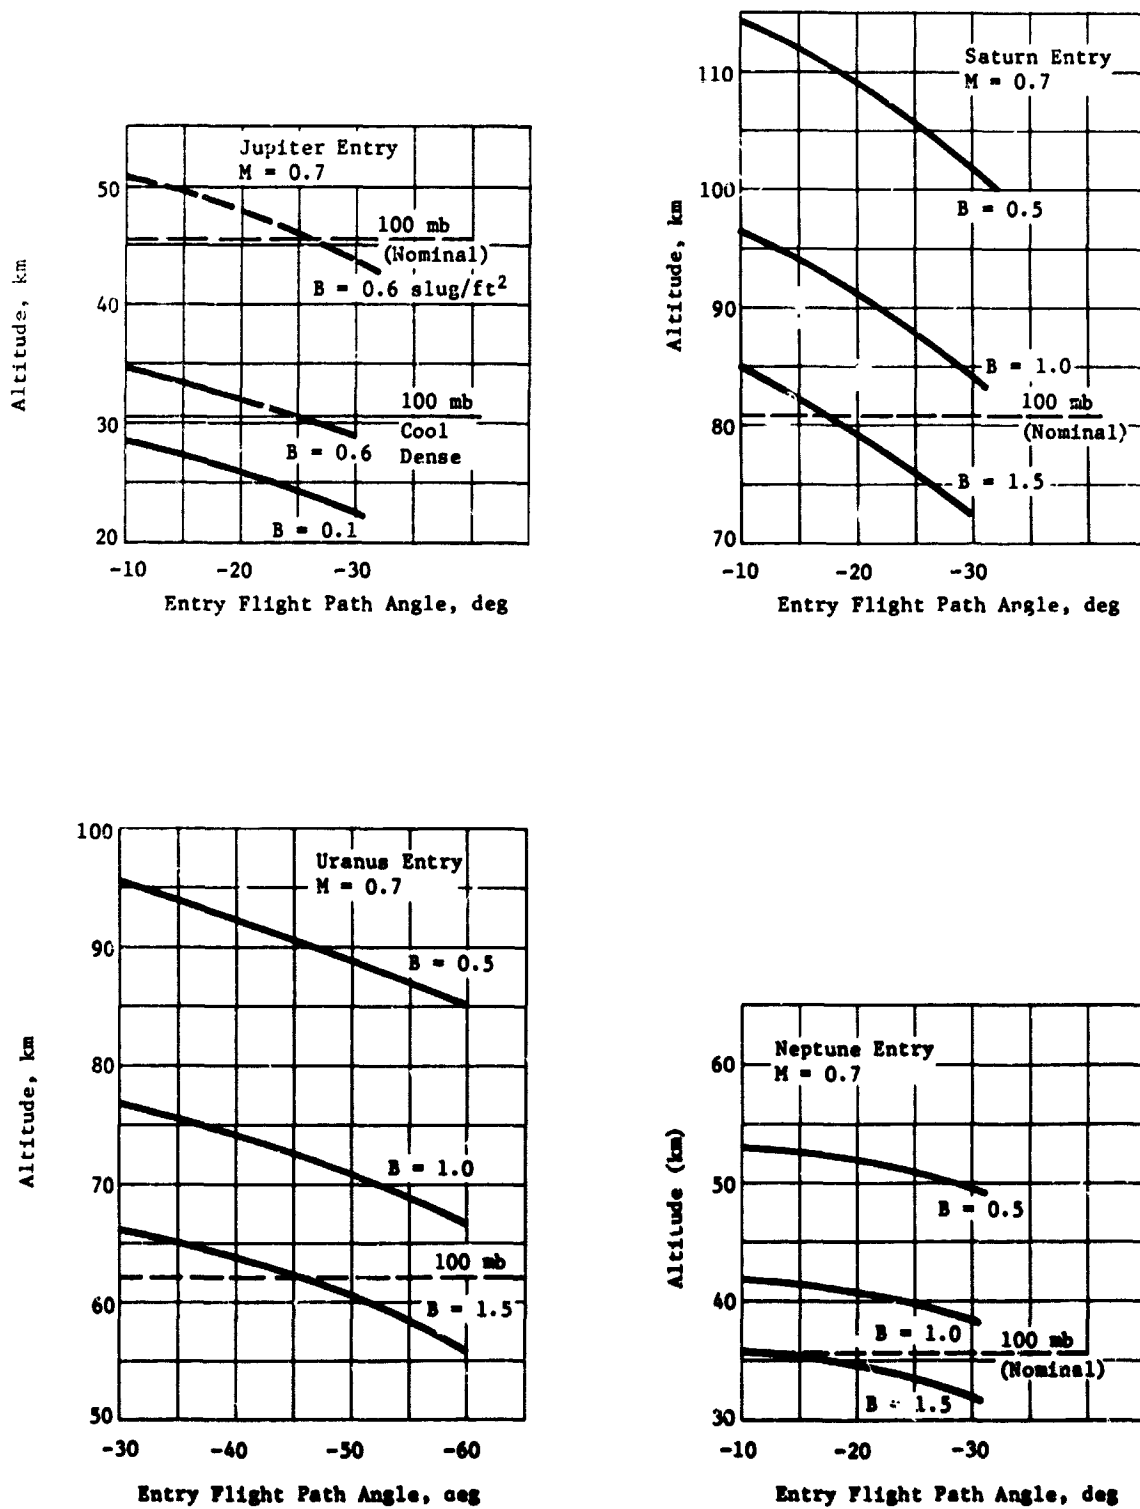 Jupiter Entry
M = 0.7
50
100 mb
(Nominal)
B = 0.6 slug/ft²
40
Altitude, km
100 mb
30
Cool
B = 0.6 Dense
B = 0.1
20
-10 -20 -30
Entry Flight Path Angle, deg
Saturn Entry
M = 0.7
110
100
B = 0.5
Altitude, km
90
B = 1.0
100 mb
80
(Nominal)
B = 1.5
70
-10 -20 -30
Entry Flight Path Angle, deg
100
Uranus Entry
M = 0.7
90
B = 0.5
80
Altitude, km
B = 1.0
70
100 mb
60
B = 1.5
50
-30 -40 -50 -60
Entry Flight Path Angle, deg
Neptune Entry
M = 0.7
60
50
B = 0.5
Altitude (km)
40
B = 1.0
100 mb
(Nominal)
B = 1.5
30
-10 -20 -30
Entry Flight Path Angle, deg